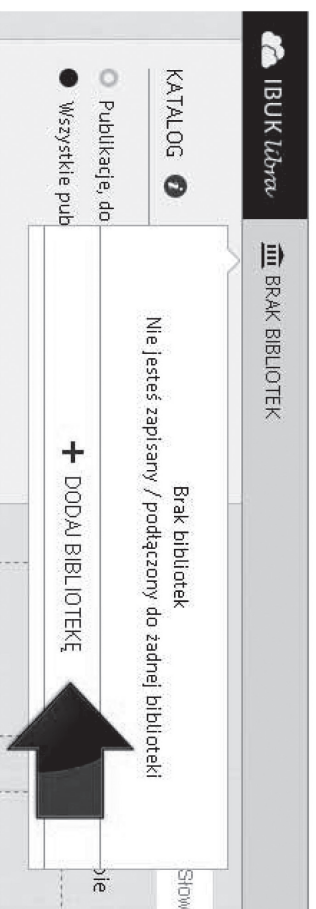 IBUK libra
BRAK BIBLIOTEK
KATALOG i
Brak bibliotek
Nie jesteś zapisany / podłączony do żadnej biblioteki
Słow
Publikacje, do
bie
Wszystkie pub
+ DODAJ BIBLIOTEKĘ